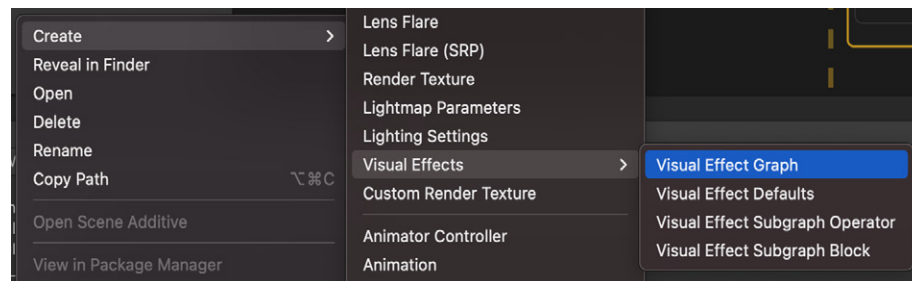 Create >
Reveal in Finder
Open
Delete
Rename
Copy Path ⌥⌘C
Open Scene Additive
View in Package Manager
Lens Flare
Lens Flare (SRP)
Render Texture
Lightmap Parameters
Lighting Settings
Visual Effects >
Custom Render Texture
Animator Controller
Animation
Visual Effect Graph
Visual Effect Defaults
Visual Effect Subgraph Operator
Visual Effect Subgraph Block